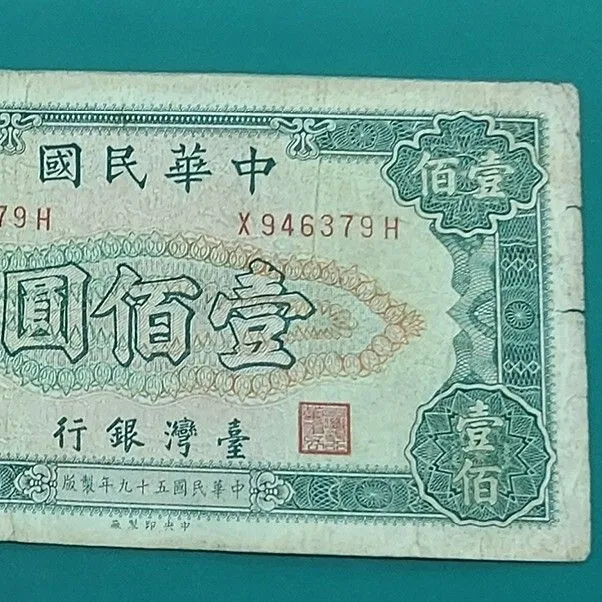 中華民國
壹佰
79H X946379H
壹佰圓
臺灣銀行
壹佰
中華民國五十九年製版
中央印製廠